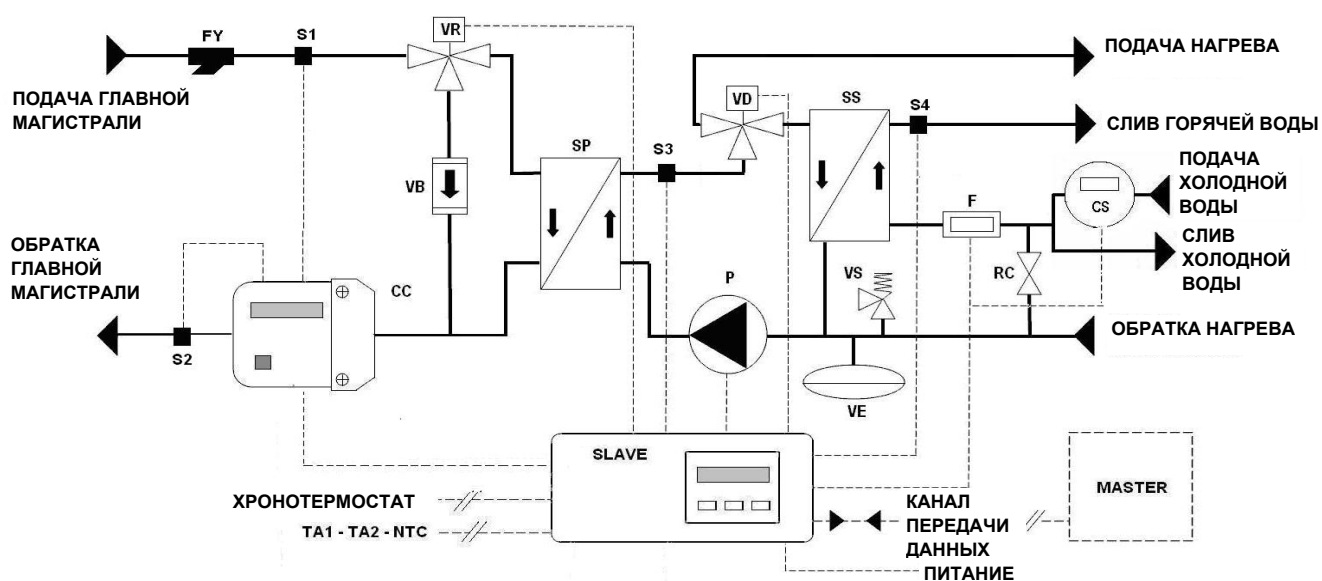 FY
S1
VR
ПОДАЧА ГЛАВНОЙ
МАГИСТРАЛИ
VB
SP
S3
VD
SS
S4
ПОДАЧА НАГРЕВА
СЛИВ ГОРЯЧЕЙ ВОДЫ
ПОДАЧА
ХОЛОДНОЙ
ВОДЫ
CS
F
СЛИВ
ХОЛОДНОЙ
ВОДЫ
ОБРАТКА
ГЛАВНОЙ
МАГИСТРАЛИ
S2
CC
P
VS
RC
ОБРАТКА НАГРЕВА
VE
SLAVE
MASTER
ХРОНОТЕРМОСТАТ
TA1 - TA2 - NTC
КАНАЛ
ПЕРЕДАЧИ
ДАННЫХ
ПИТАНИЕ